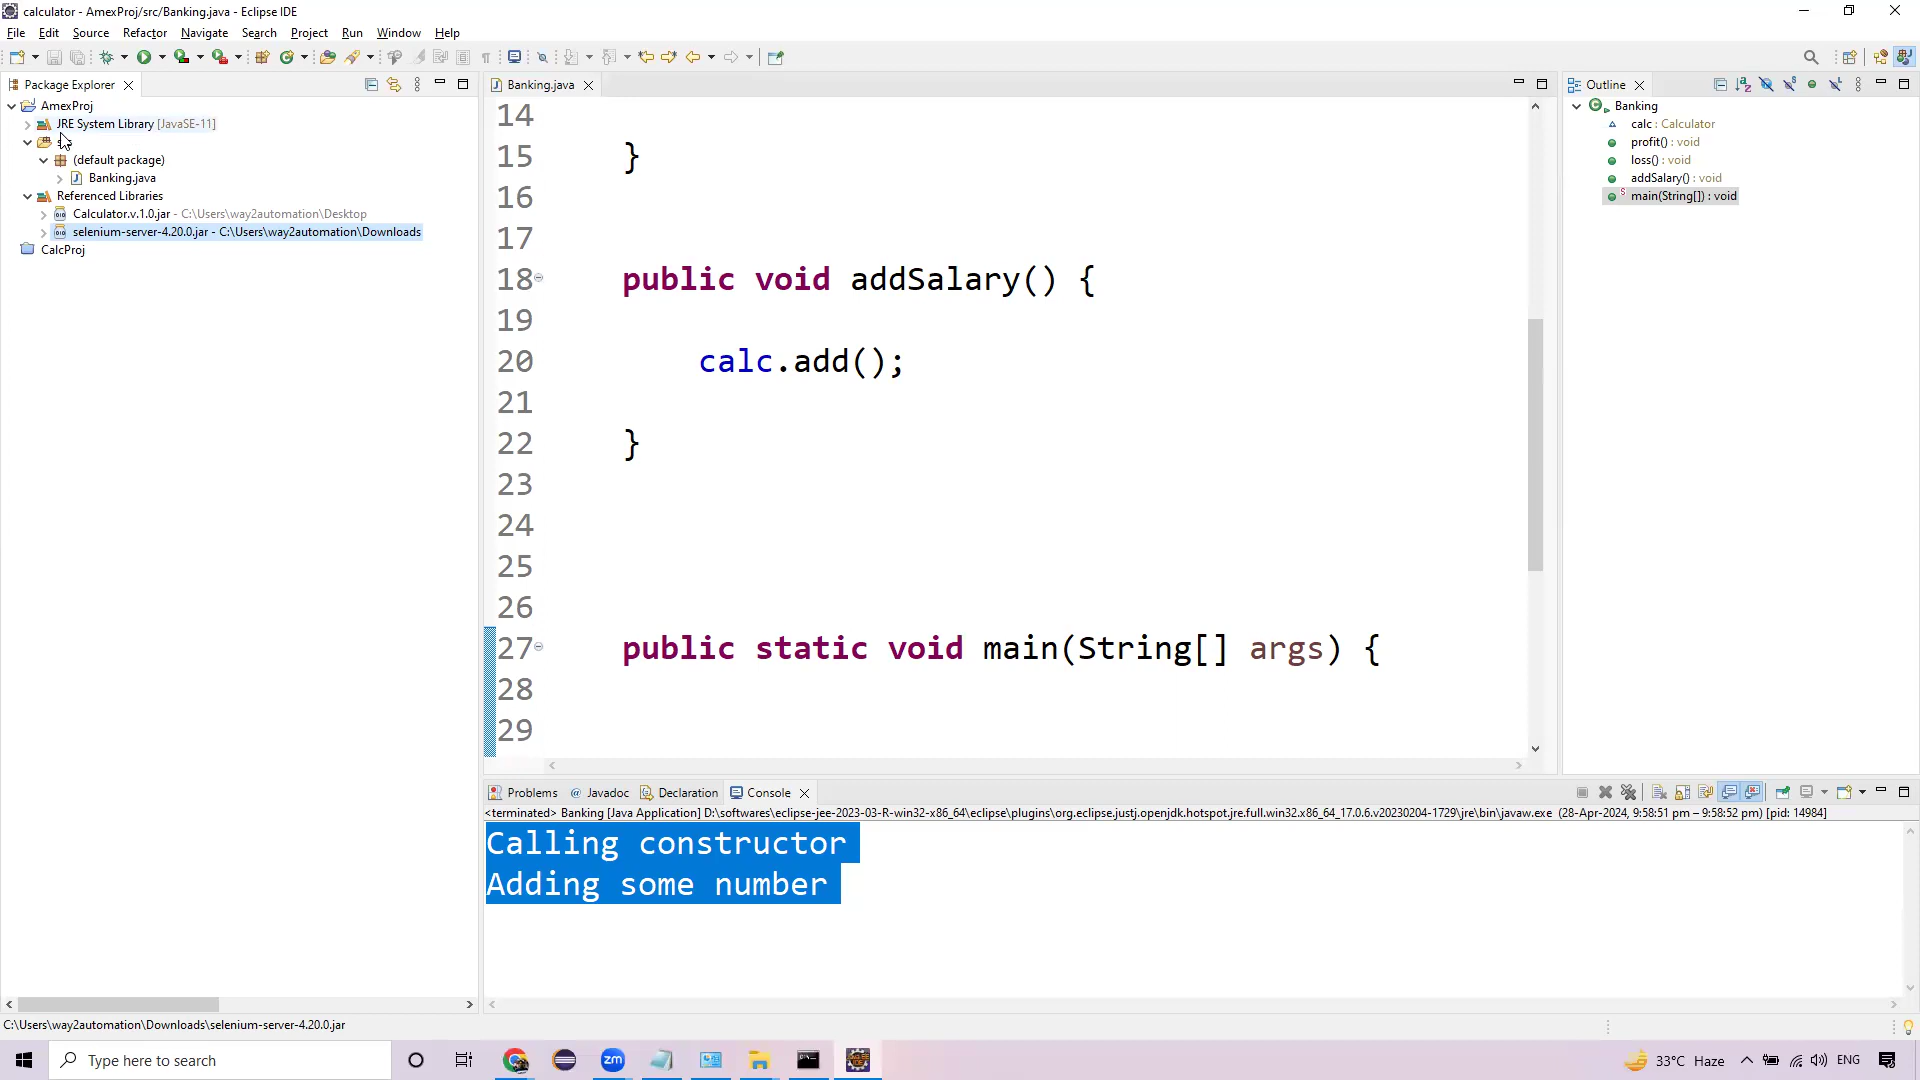 calculator - AmexProj/src/Banking.java - Eclipse IDE
File Edit Source Refactor Navigate Search Project Run Window Help
Package Explorer
AmexProj
JRE System Library [JavaSE-11]
(default package)
Banking.java
Referenced Libraries
Calculator.v.1.0.jar - C:\Users\way2automation\Desktop
selenium-server-4.20.0.jar - C:\Users\way2automation\Downloads
CalcProj
Banking.java
14
15 }
16
17
18 public void addSalary() {
19
20 calc.add();
21
22 }
23
24
25
26
27 public static void main(String[] args) {
28
29
Outline
Banking
calc : Calculator
profit() : void
loss() : void
addSalary() : void
main(String[]) : void
Problems @ Javadoc Declaration Console
<terminated> Banking [Java Application] D:\softwares\eclipse-jee-2023-03-R-win32-x86_64\eclipse\plugins\org.eclipse.justj.openjdk.hotspot.jre.full.win32.x86_64_17.0.6.v20230204-1729\jre\bin\javaw.exe (28-Apr-2024, 9:58:51 pm – 9:58:52 pm) [pid: 14984]
Calling constructor
Adding some number
C:\Users\way2automation\Downloads\selenium-server-4.20.0.jar
Type here to search
zm
33°C Haze
ENG